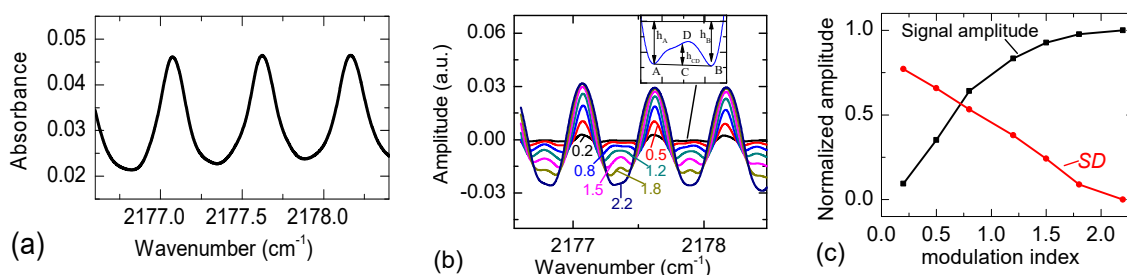 0.05
0.04
0.03
0.02
Absorbance
2177.0 2177.5 2178.0
Wavenumber (cm-1)
(a)
0.06
0.03
0.00
-0.03
Amplitude (a.u.)
hA
D
hB
hCD
A C B
0.2
0.5
0.8
1.2
1.5
1.8
2.2
2177 2178
Wavenumber (cm-1)
(b)
1.0
0.5
0.0
Normalized amplitude
Signal amplitude
SD
0.0 0.5 1.0 1.5 2.0
modulation index
(c)